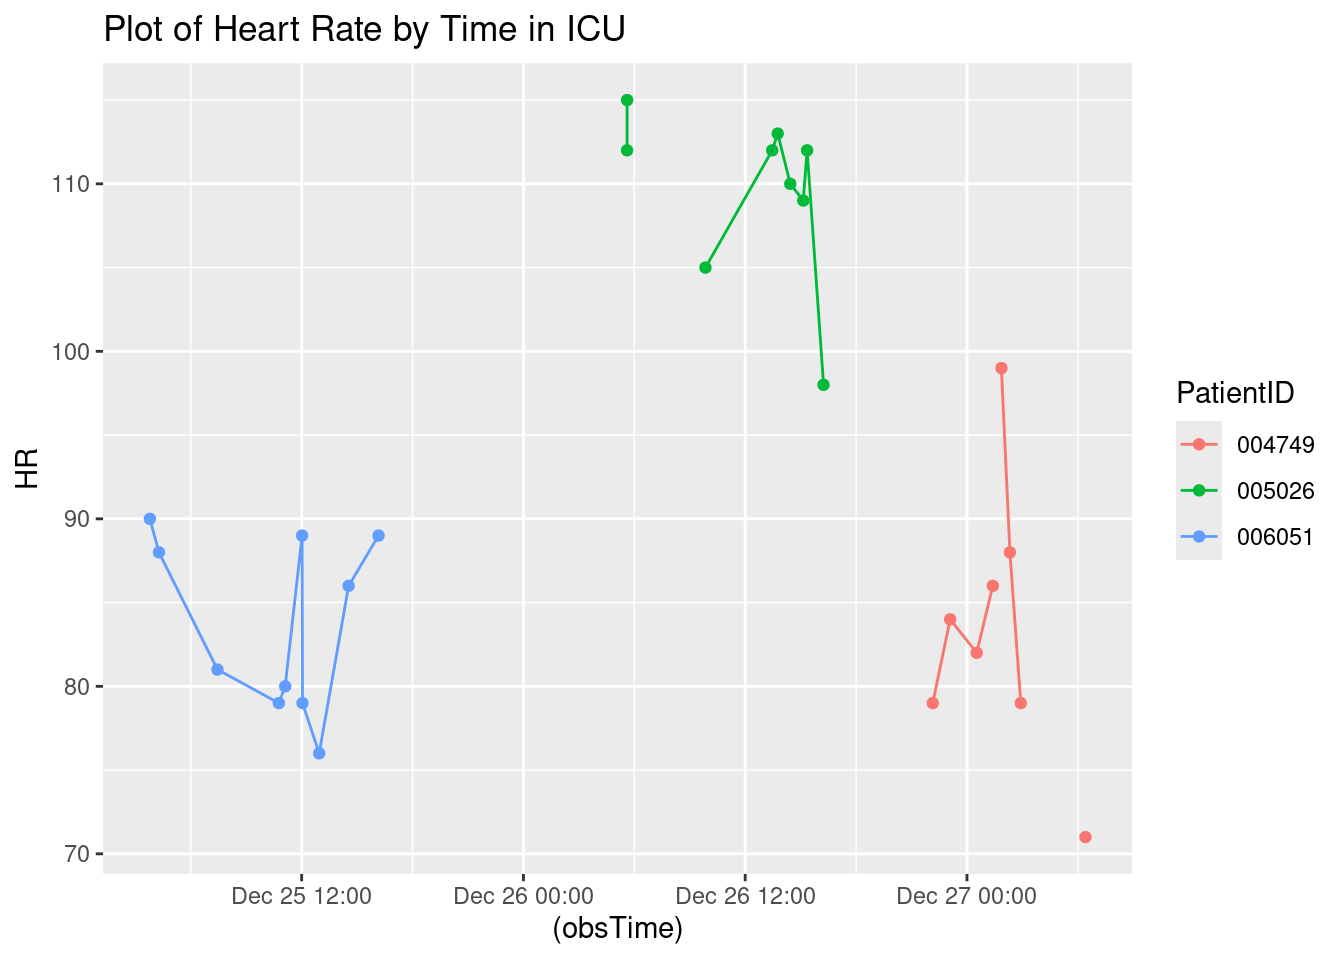 Plot of Heart Rate by Time in ICU
HR
110
100
90
80
70
Dec 25 12:00
Dec 26 00:00
Dec 26 12:00
Dec 27 00:00
(obsTime)
PatientID
004749
005026
006051